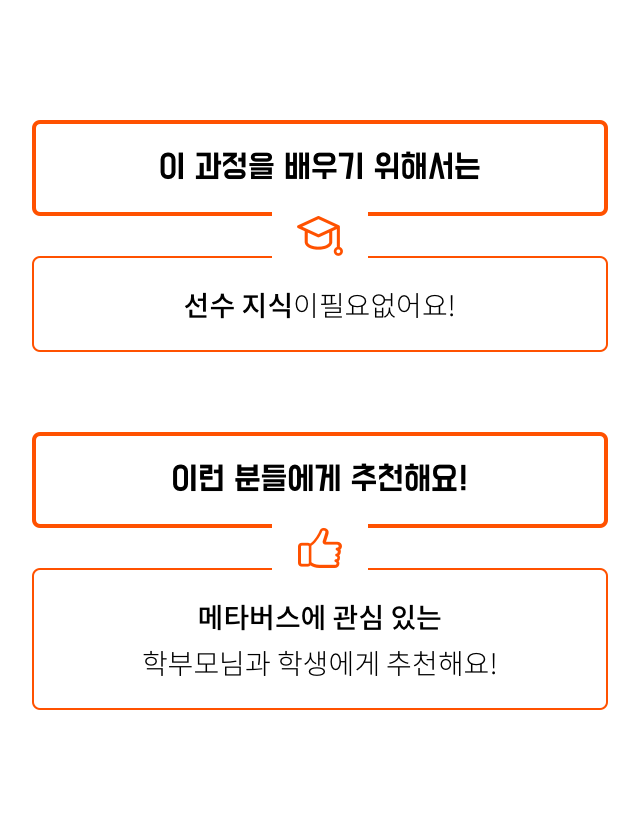 이 과정을 배우기 위해서는
선수 지식이필요없어요!
이런 분들에게 추천해요!
메타버스에 관심 있는
학부모님과 학생에게 추천해요!